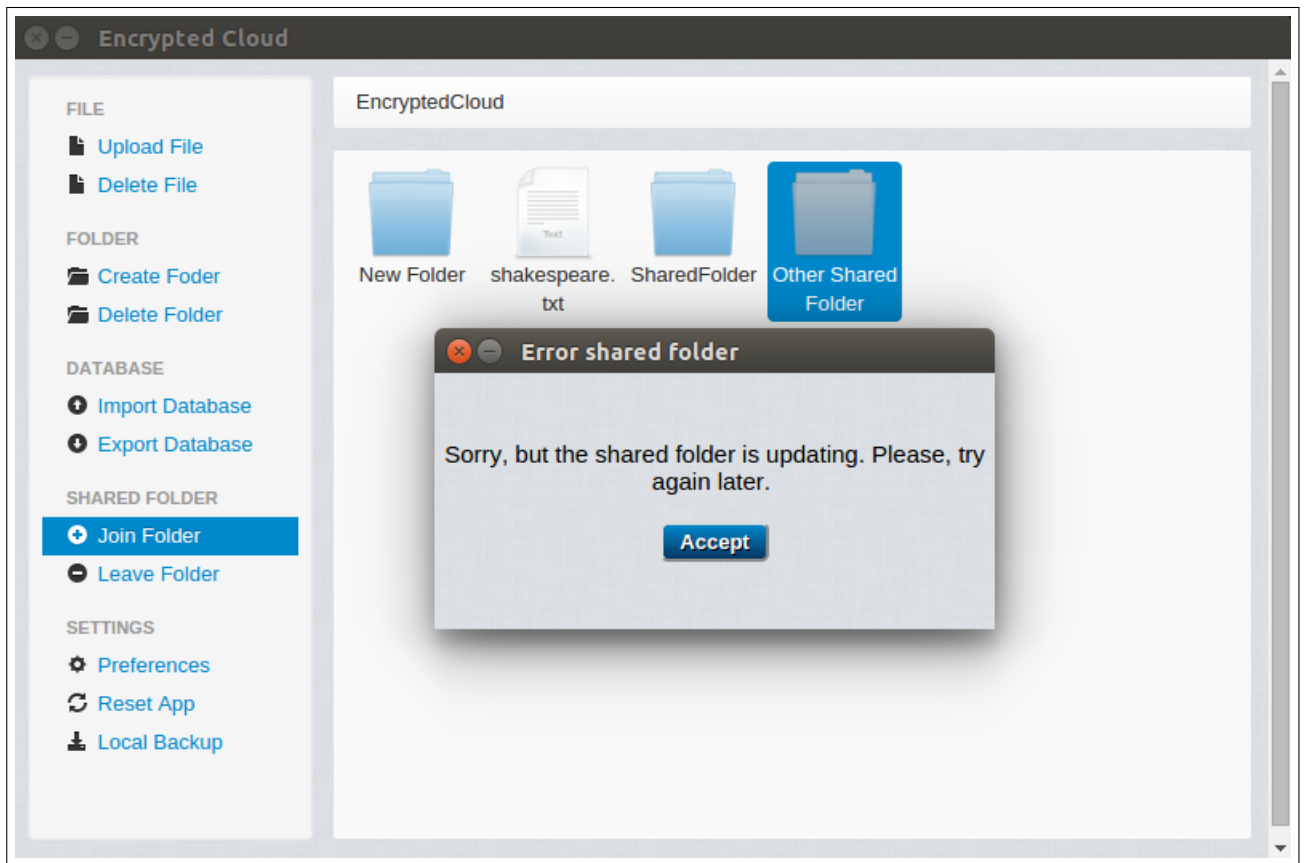 Encrypted Cloud
FILE
Upload File
Delete File
FOLDER
Create Foder
Delete Folder
DATABASE
Import Database
Export Database
SHARED FOLDER
Join Folder
Leave Folder
SETTINGS
Preferences
Reset App
Local Backup
EncryptedCloud
Text
New Folder
shakespeare.
txt
SharedFolder
Other Shared
Folder
Error shared folder
Sorry, but the shared folder is updating. Please, try
again later.
Accept